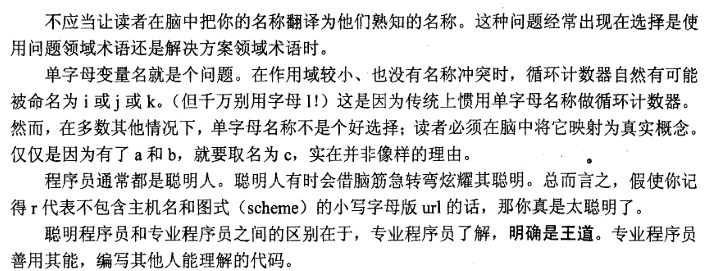 不应当让读者在脑中把你的名称翻译为他们熟知的名称。这种问题经常出现在选择是使
用问题领域术语还是解决方案领域术语时。
单字母变量名就是个问题。在作用域较小、也没有名称冲突时，循环计数器自然有可能
被命名为 i 或 j 或 k。（但千万别用字母 l！）这是因为传统上惯用单字母名称做循环计数器。
然而，在多数其他情况下，单字母名称不是个好选择；读者必须在脑中将它映射为真实概念。
仅仅是因为有了 a 和 b，就要取名为 c，实在并非像样的理由。
程序员通常都是聪明人。聪明人有时会借脑筋急转弯炫耀其聪明。总而言之，假使你记
得 r 代表不包含主机名和图式（scheme）的小写字母版 url 的话，那你真是太聪明了。
聪明程序员和专业程序员之间的区别在于，专业程序员了解，明确是王道。专业程序员
善用其能，编写其他人能理解的代码。